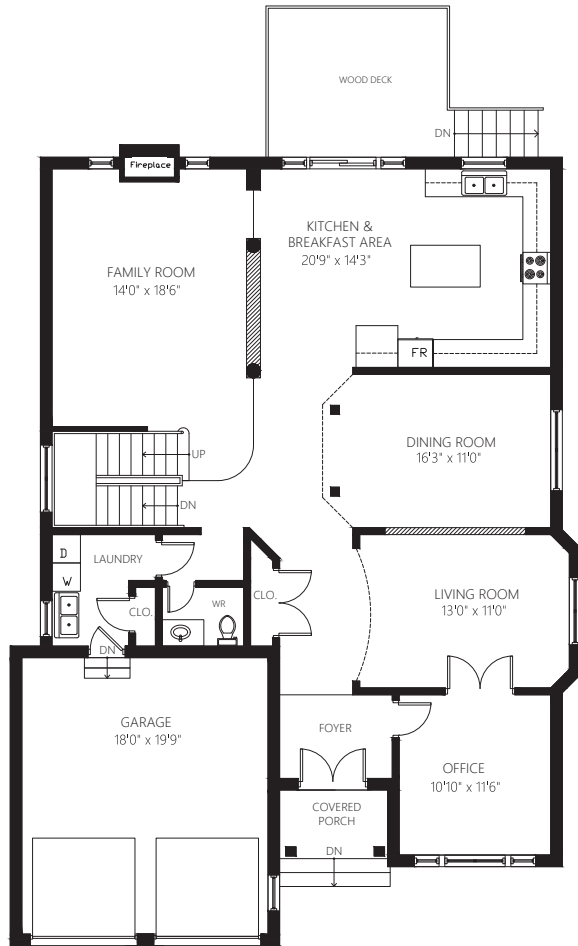 WOOD DECK
DN
Fireplace
KITCHEN &
BREAKFAST AREA
20'9" x 14'3"
FAMILY ROOM
14'0" x 18'6"
FR
DINING ROOM
16'3" x 11'0"
UP
DN
D
LAUNDRY
W
CLO.
WR
CLO.
LIVING ROOM
13'0" x 11'0"
DN
GARAGE
18'0" x 19'9"
FOYER
OFFICE
10'10" x 11'6"
COVERED
PORCH
DN